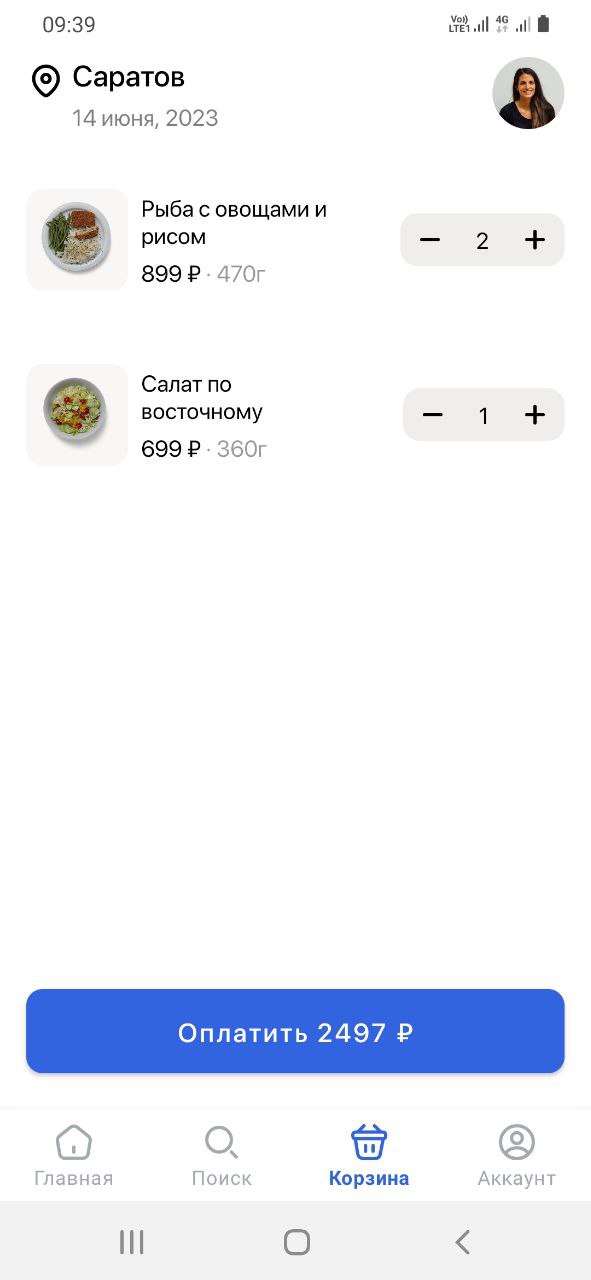 09:39
Vo))
LTE1
4G
Саратов
14 июня, 2023
Рыба с овощами и
рисом
899 ₽ · 470г
2
Салат по
восточному
699 ₽ · 360г
1
Оплатить 2497 ₽
Главная
Поиск
Корзина
Аккаунт